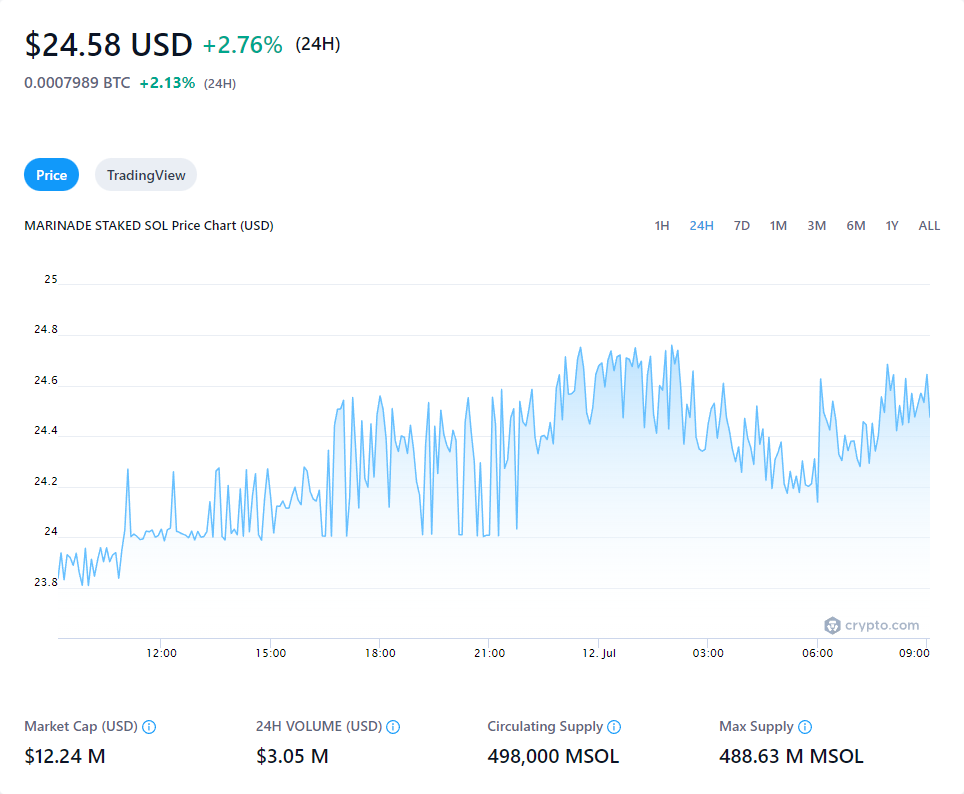 $24.58 USD +2.76% (24H)
0.0007989 BTC +2.13% (24H)
Price TradingView
MARINADE STAKED SOL Price Chart (USD) 1H 24H 7D 1M 3M 6M 1Y ALL
25
24.8
24.6
24.4
24.2
24
23.8
crypto.com
12:00 15:00 18:00 21:00 12. Jul 03:00 06:00 09:00
Market Cap (USD) 24H VOLUME (USD) Circulating Supply Max Supply
$12.24 M $3.05 M 498,000 MSOL 488.63 M MSOL